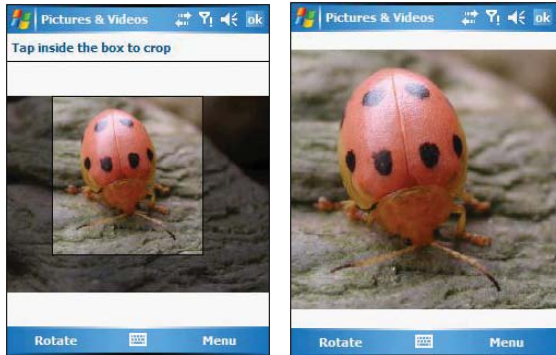 Pictures & Videos
ok
Tap inside the box to crop
Rotate
Menu
Pictures & Videos
ok
Rotate
Menu